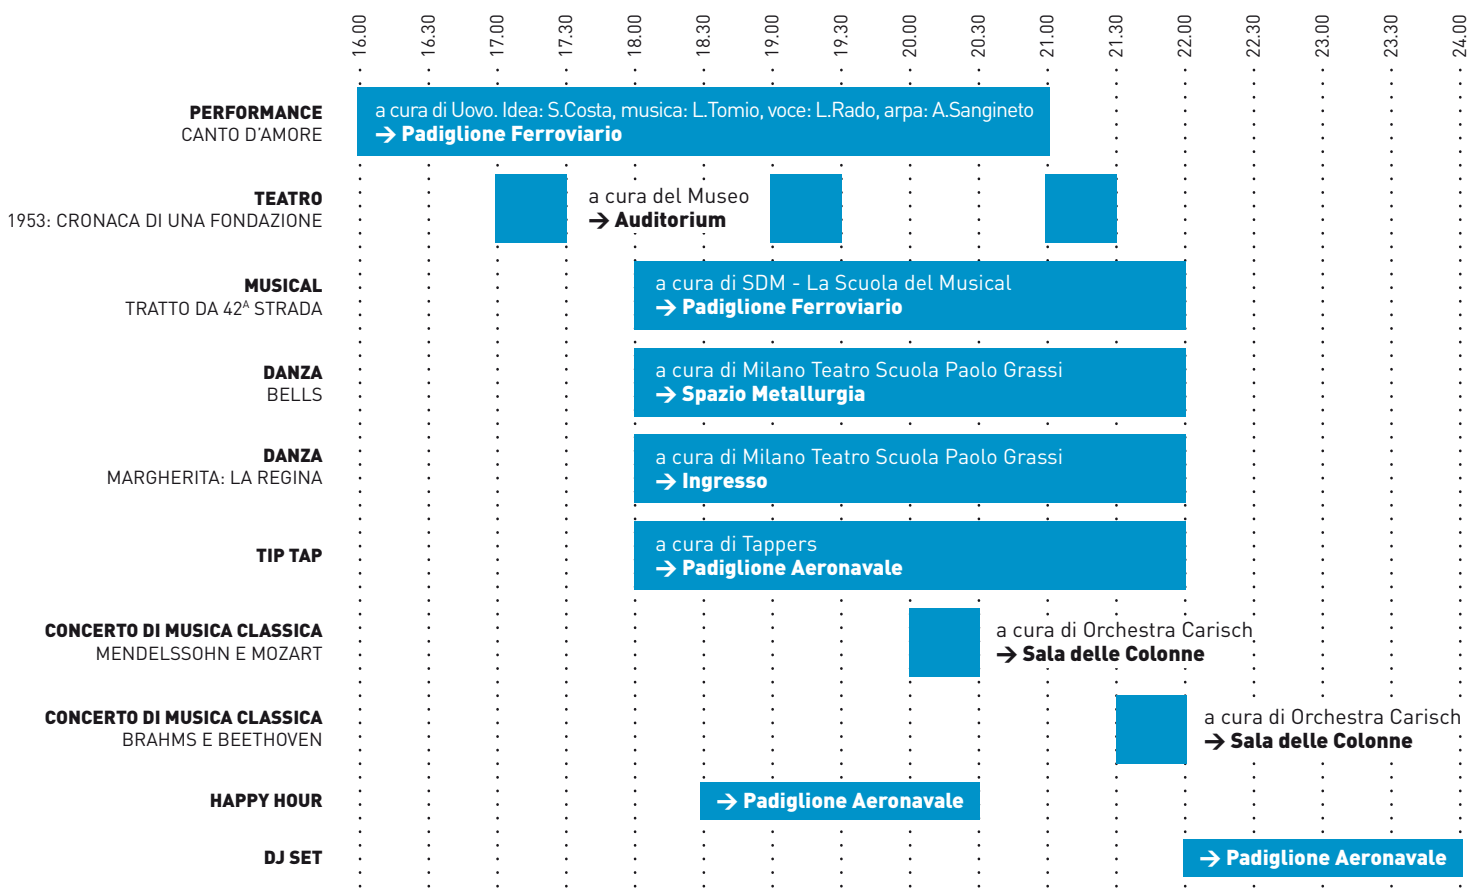 16.00 16.30 17.00 17.30 18.00 18.30 19.00 19.30 20.00 20.30 21.00 21.30 22.00 22.30 23.00 23.30 24.00
PERFORMANCE
CANTO D'AMORE
a cura di Uovo. Idea: S.Costa, musica: L.Tomio, voce: L.Rado, arpa: A.Sangineto
→ Padiglione Ferroviario
TEATRO
1953: CRONACA DI UNA FONDAZIONE
a cura del Museo
→ Auditorium
MUSICAL
TRATTO DA 42ᴬ STRADA
a cura di SDM - La Scuola del Musical
→ Padiglione Ferroviario
DANZA
BELLS
a cura di Milano Teatro Scuola Paolo Grassi
→ Spazio Metallurgia
DANZA
MARGHERITA: LA REGINA
a cura di Milano Teatro Scuola Paolo Grassi
→ Ingresso
TIP TAP
a cura di Tappers
→ Padiglione Aeronavale
CONCERTO DI MUSICA CLASSICA
MENDELSSOHN E MOZART
a cura di Orchestra Carisch
→ Sala delle Colonne
CONCERTO DI MUSICA CLASSICA
BRAHMS E BEETHOVEN
a cura di Orchestra Carisch
→ Sala delle Colonne
HAPPY HOUR
→ Padiglione Aeronavale
DJ SET
→ Padiglione Aeronavale